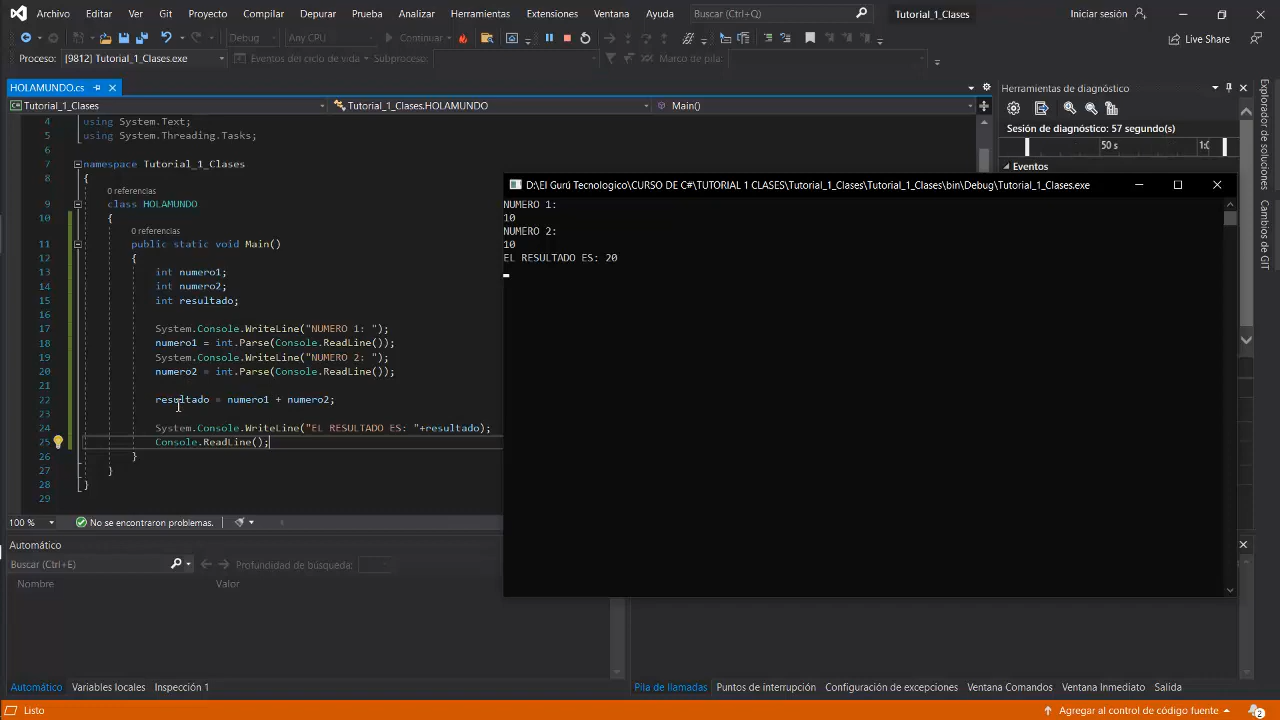 Archivo Editar Ver Git Proyecto Compilar Depurar Prueba Analizar Herramientas Extensiones Ventana Ayuda Buscar (Ctrl+Q) Tutorial_1_Clases Iniciar sesión
Debug Any CPU Continuar Live Share
Proceso: [9812] Tutorial_1_Clases.exe Eventos del ciclo de vida Subproceso: Marco de pila:
HOLAMUNDO.cs
Tutorial_1_Clases Tutorial_1_Clases.HOLAMUNDO Main()
4 using System.Text;
5 using System.Threading.Tasks;
6
7 namespace Tutorial_1_Clases
8 {
0 referencias
9 class HOLAMUNDO
10 {
0 referencias
11 public static void Main()
12 {
13 int numero1;
14 int numero2;
15 int resultado;
16
17 System.Console.WriteLine("NUMERO 1: ");
18 numero1 = int.Parse(Console.ReadLine());
19 System.Console.WriteLine("NUMERO 2: ");
20 numero2 = int.Parse(Console.ReadLine());
21
22 resultado = numero1 + numero2;
23
24 System.Console.WriteLine("EL RESULTADO ES: "+resultado);
25 Console.ReadLine();
26 }
27 }
28 }
29
100 % No se encontraron problemas.
D:\El Gurú Tecnologico\CURSO DE C#\TUTORIAL 1 CLASES\Tutorial_1_Clases\Tutorial_1_Clases\bin\Debug\Tutorial_1_Clases.exe
NUMERO 1:
10
NUMERO 2:
10
EL RESULTADO ES: 20
Herramientas de diagnóstico
Sesión de diagnóstico: 57 segundo(s)
50 s
Eventos
Explorador de soluciones
Cambios de GIT
Automático
Buscar (Ctrl+E) Profundidad de búsqueda:
Nombre Valor
Automático Variables locales Inspección 1
Pila de llamadas Puntos de interrupción Configuración de excepciones Ventana Comandos Ventana Inmediato Salida
Listo Agregar al control de código fuente 2